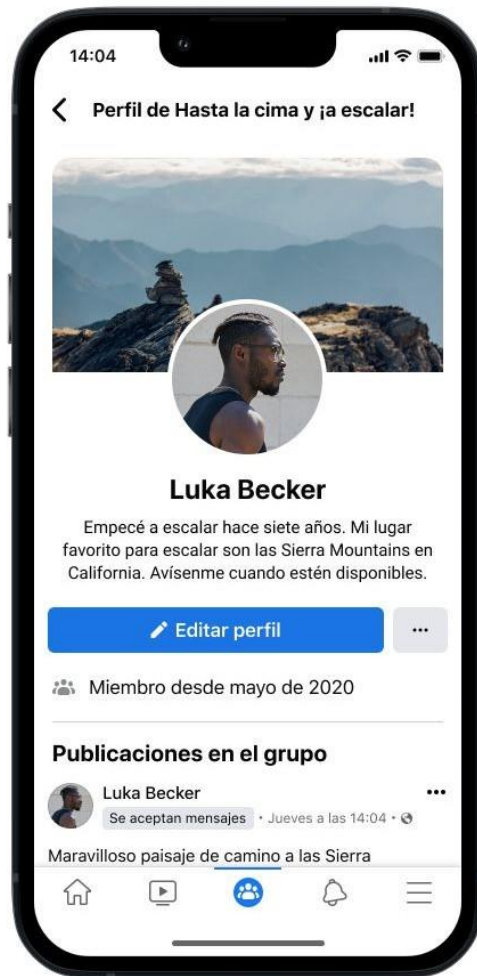 14:04
Perfil de Hasta la cima y ¡a escalar!
Luka Becker
Empecé a escalar hace siete años. Mi lugar
favorito para escalar son las Sierra Mountains en
California. Avísenme cuando estén disponibles.
Editar perfil
Miembro desde mayo de 2020
Publicaciones en el grupo
Luka Becker
Se aceptan mensajes · Jueves a las 14:04 ·
Maravilloso paisaje de camino a las Sierra